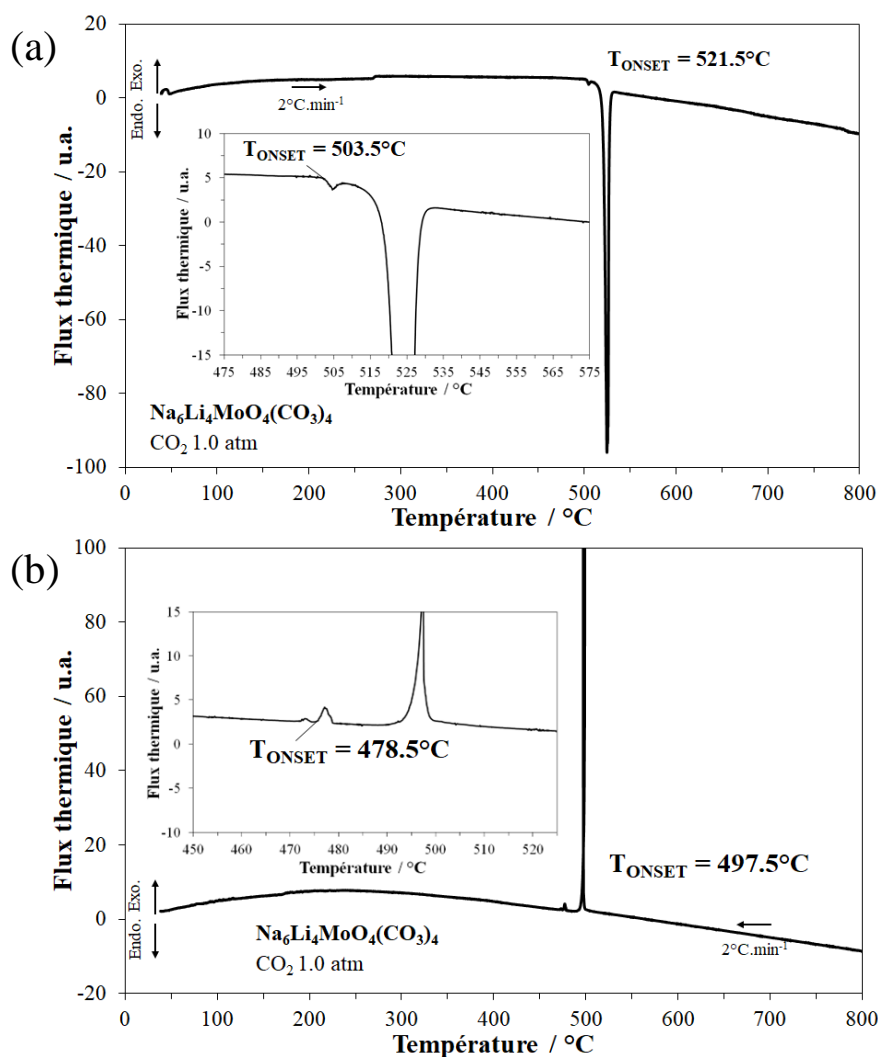 (a)
20
0
-20
-40
-60
-80
-100
Flux thermique / u.a.
Exo.
Endo.
2°C.min⁻¹
T_ONSET = 521.5°C
10
5
0
-5
-10
-15
Flux thermique / u.a.
T_ONSET = 503.5°C
475 485 495 505 515 525 535 545 555 565 575
Température / °C
Na₆Li₄MoO₄(CO₃)₄
CO₂ 1.0 atm
0 100 200 300 400 500 600 700 800
Température / °C
(b)
100
80
60
40
20
0
-20
Flux thermique / u.a.
Exo.
Endo.
15
10
5
0
-5
-10
Flux thermique / u.a.
T_ONSET = 478.5°C
450 460 470 480 490 500 510 520
Température / °C
T_ONSET = 497.5°C
2°C.min⁻¹
Na₆Li₄MoO₄(CO₃)₄
CO₂ 1.0 atm
0 100 200 300 400 500 600 700 800
Température / °C